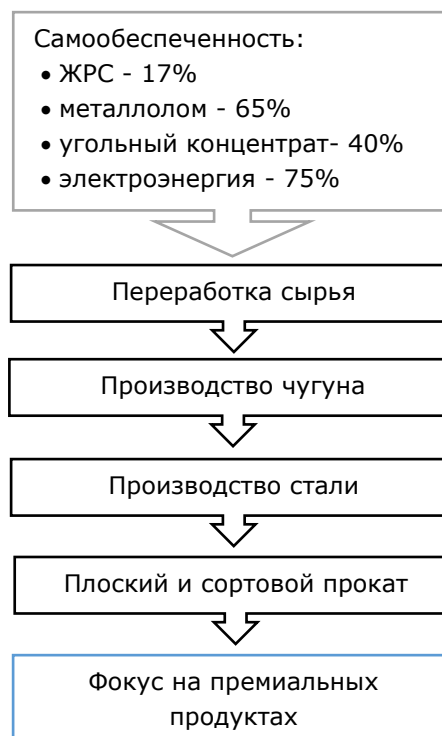 Самообеспеченность:
• ЖРС - 17%
• металлолом - 65%
• угольный концентрат- 40%
• электроэнергия - 75%
Переработка сырья
Производство чугуна
Производство стали
Плоский и сортовой прокат
Фокус на премиальных
продуктах